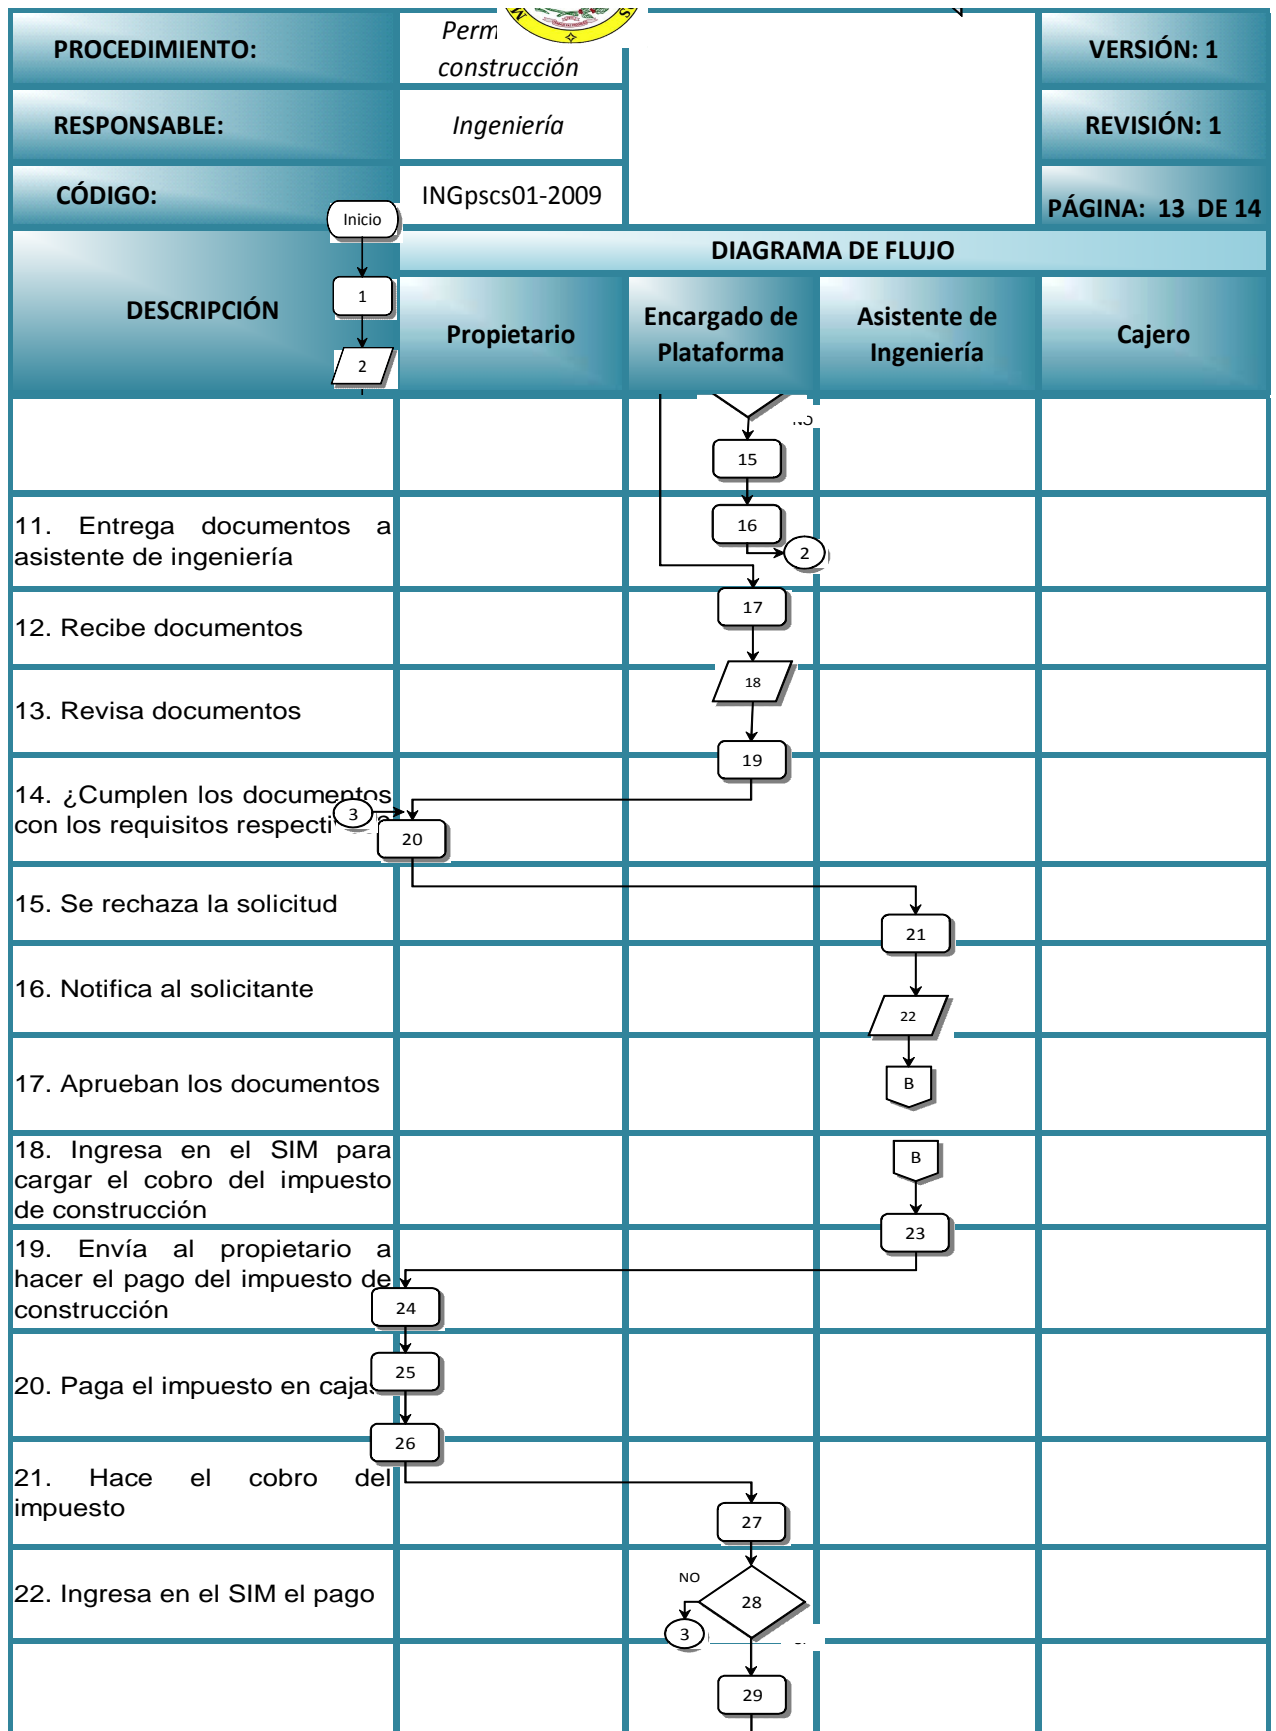 PROCEDIMIENTO:
construcción
VERSIÓN: 1
RESPONSABLE:
Ingeniería
REVISIÓN: 1
CÓDIGO:
INGpscs01-2009
PÁGINA: 13 DE 14
Inicio
DIAGRAMA DE FLUJO
1
DESCRIPCIÓN
Propietario
Encargado de
Plataforma
Asistente de
Ingeniería
Cajero
2
15
11. Entrega documentos a
asistente de ingeniería
16
2
12. Recibe documentos
17
13. Revisa documentos
18
19
14. ¿Cumplen los documentos
con los requisitos
3
20
15. Se rechaza la solicitud
21
16. Notifica al solicitante
22
17. Aprueban los documentos
B
18. Ingresa en el SIM para
cargar el cobro del impuesto
de construcción
B
23
19. Envía al propietario a
hacer el pago del impuesto de
construcción
24
20. Paga el impuesto en cajas
25
26
21. Hace el cobro del
impuesto
27
22. Ingresa en el SIM el pago
NO
28
3
29